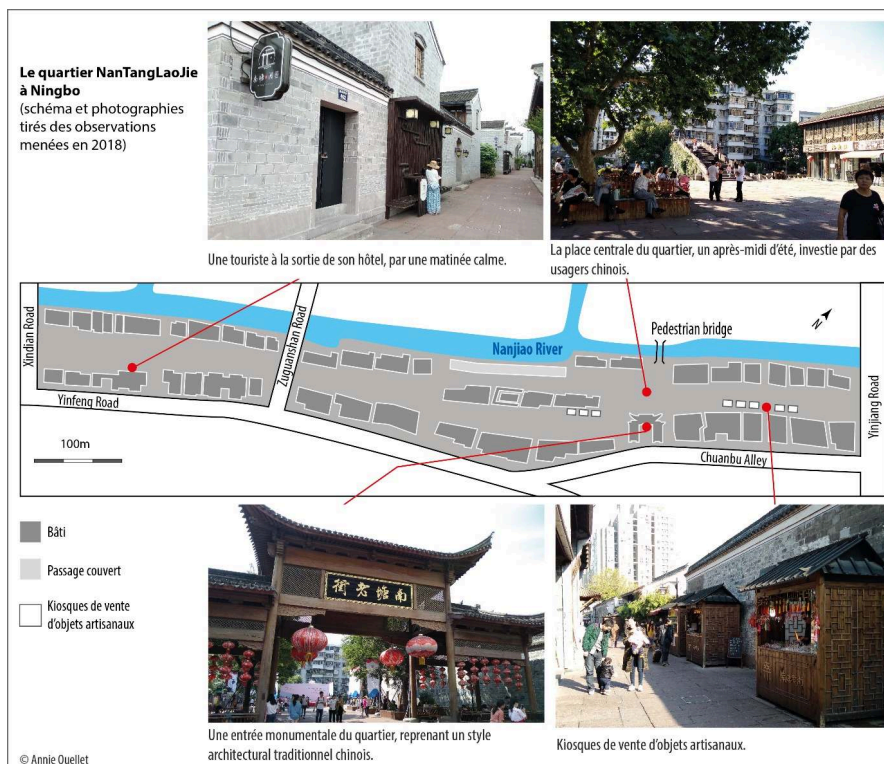 Le quartier NanTangLaoJie
à Ningbo
(schéma et photographies
tirés des observations
menées en 2018)
Une touriste à la sortie de son hôtel, par une matinée calme.
La place centrale du quartier, un après-midi d'été, investie par des
usagers chinois.
Xindian Road
Zuguanshan Road
Nanjiao River
Pedestrian bridge
N
Yinjiang Road
Yinfeng Road
Chuanbu Alley
100m
Bâti
Passage couvert
Kiosques de vente
d'objets artisanaux
南塘老街
Une entrée monumentale du quartier, reprenant un style
architectural traditionnel chinois.
Kiosques de vente d'objets artisanaux.
© Annie Ouellet